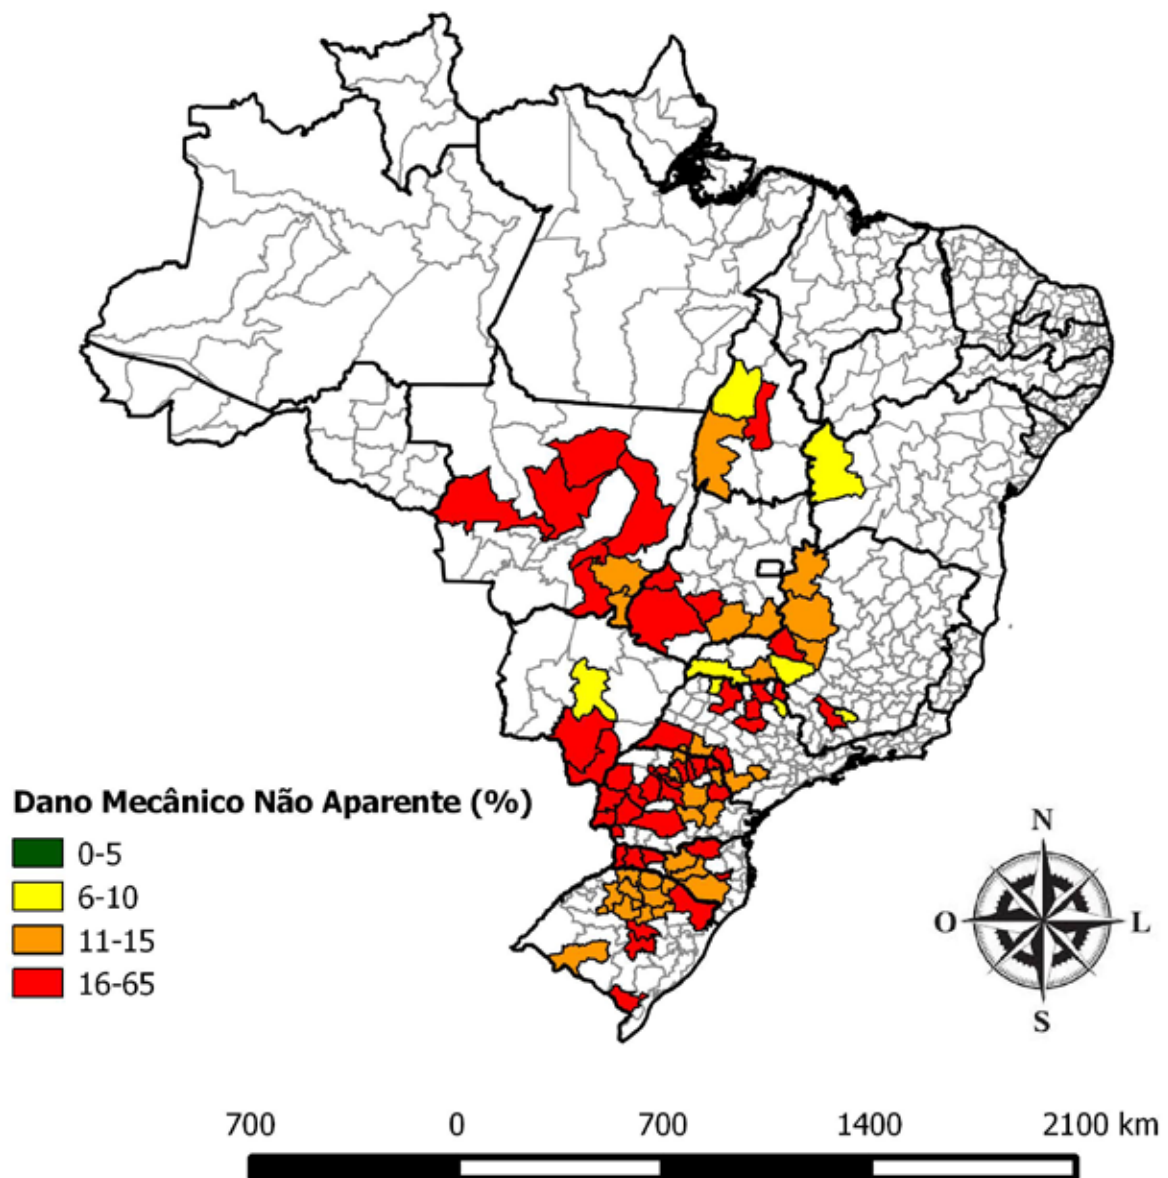 Dano Mecânico Não Aparente (%)
0-5
6-10
11-15
16-65
N
O
L
S
700 0 700 1400 2100 km